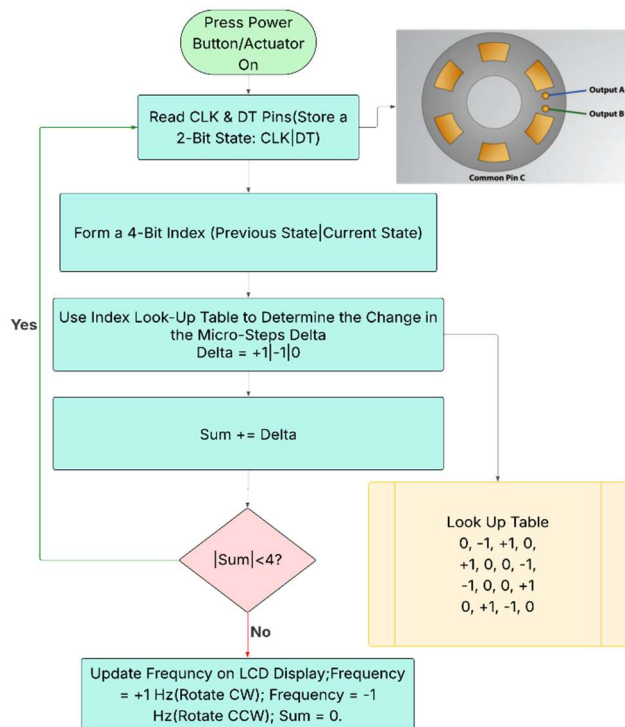 Press Power
Button/Actuator
On
Read CLK & DT Pins(Store a
2-Bit State: CLK|DT)
Output A
Output B
Common Pin C
Form a 4-Bit Index (Previous State|Current State)
Yes
Use Index Look-Up Table to Determine the Change in
the Micro-Steps Delta
Delta = +1|-1|0
Sum += Delta
Look Up Table
0, -1, +1, 0,
+1, 0, 0, -1,
-1, 0, 0, +1
0, +1, -1, 0
|Sum|<4?
No
Update Frequncy on LCD Display;Frequency
= +1 Hz(Rotate CW); Frequency = -1
Hz(Rotate CCW); Sum = 0.